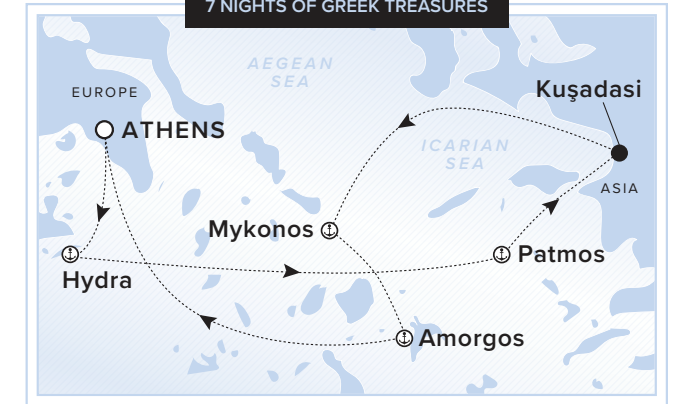 7 NIGHTS OF GREEK TREASURES
AEGEAN
SEA
EUROPE
Kuşadasi
ATHENS
ICARIAN
SEA
ASIA
Mykonos
Patmos
Hydra
Amorgos